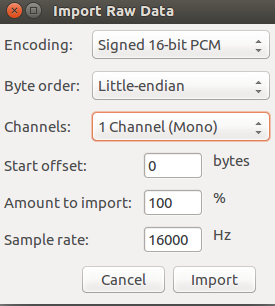 Import Raw Data
Encoding: Signed 16-bit PCM
Byte order: Little-endian
Channels: 1 Channel (Mono)
Start offset: 0 bytes
Amount to import: 100 %
Sample rate: 16000 Hz
Cancel Import